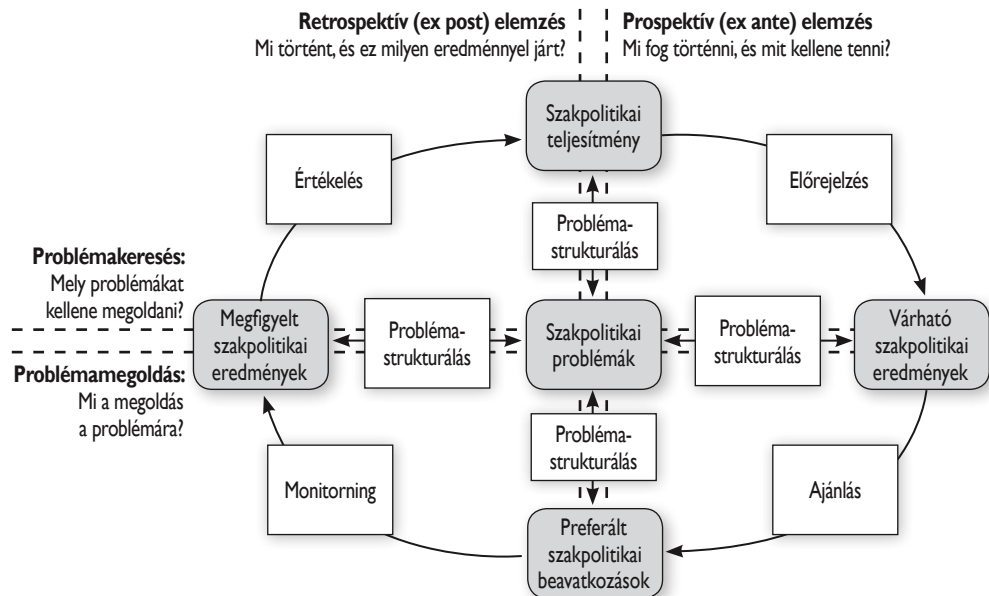 Retrospektív (ex post) elemzés
Mi történt, és ez milyen eredménnyel járt?
Prospektív (ex ante) elemzés
Mi fog történni, és mit kellene tenni?
Szakpolitikai
teljesítmény
Értékelés
Előrejelzés
Probléma-
strukturálás
Problémakeresés:
Mely problémákat
kellene megoldani?
Megfigyelt
szakpolitikai
eredmények
Probléma-
strukturálás
Szakpolitikai
problémák
Probléma-
strukturálás
Várható
szakpolitikai
eredmények
Problémamegoldás:
Mi a megoldás
a problémára?
Probléma-
strukturálás
Monitorning
Ajánlás
Preferált
szakpolitikai
beavatkozások